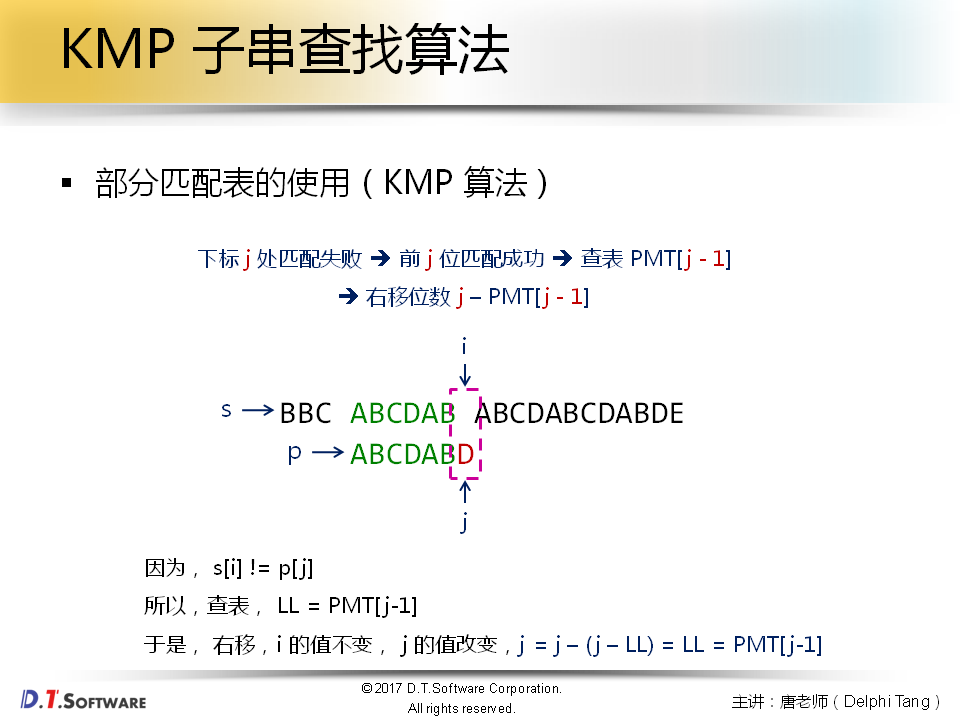 KMP 子串查找算法
▪ 部分匹配表的使用 ( KMP 算法 )
下标 j 处匹配失败 ➔ 前 j 位匹配成功 ➔ 查表 PMT[j - 1]
➔ 右移位数 j – PMT[j - 1]
i
s → BBC ABCDAB ABCDABCDABDE
p → ABCDABD
j
因为， s[i] != p[j]
所以，查表， LL = PMT[j-1]
于是， 右移，i 的值不变， j 的值改变，j = j – (j – LL) = LL = PMT[j-1]
D.T.SOFTWARE
©2017 D.T.Software Corporation.
All rights reserved.
主讲：唐老师（Delphi Tang）